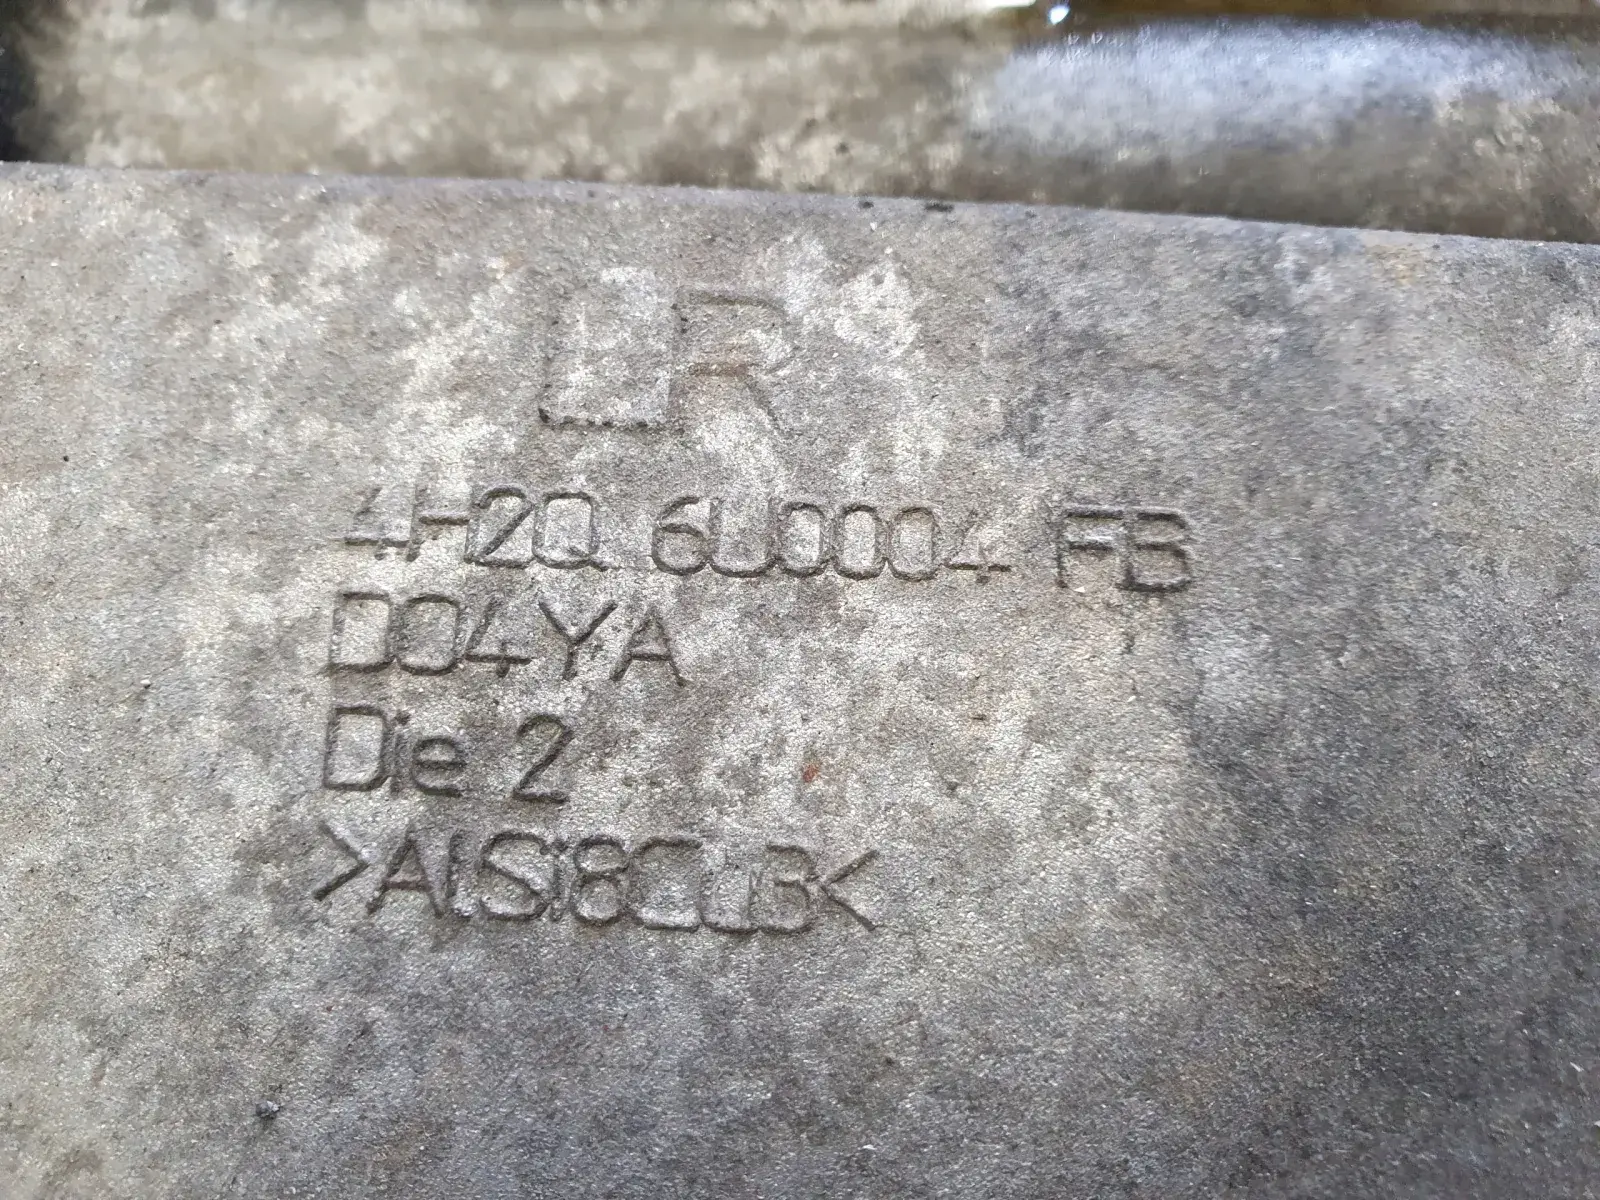 LR
4H2Q 6U0004 FB
D04YA
Die 2
>AlSi8Cu3<